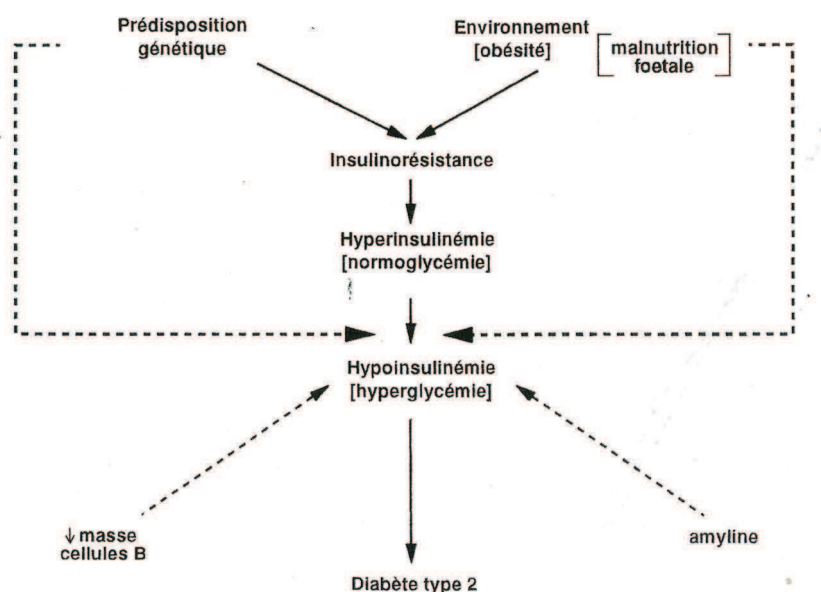 Prédisposition
génétique
Environnement
[obésité]
[malnutrition
foetale]
Insulinorésistance
Hyperinsulinémie
[normoglycémie]
Hypoinsulinémie
[hyperglycémie]
↓ masse
cellules B
amyline
Diabète type 2